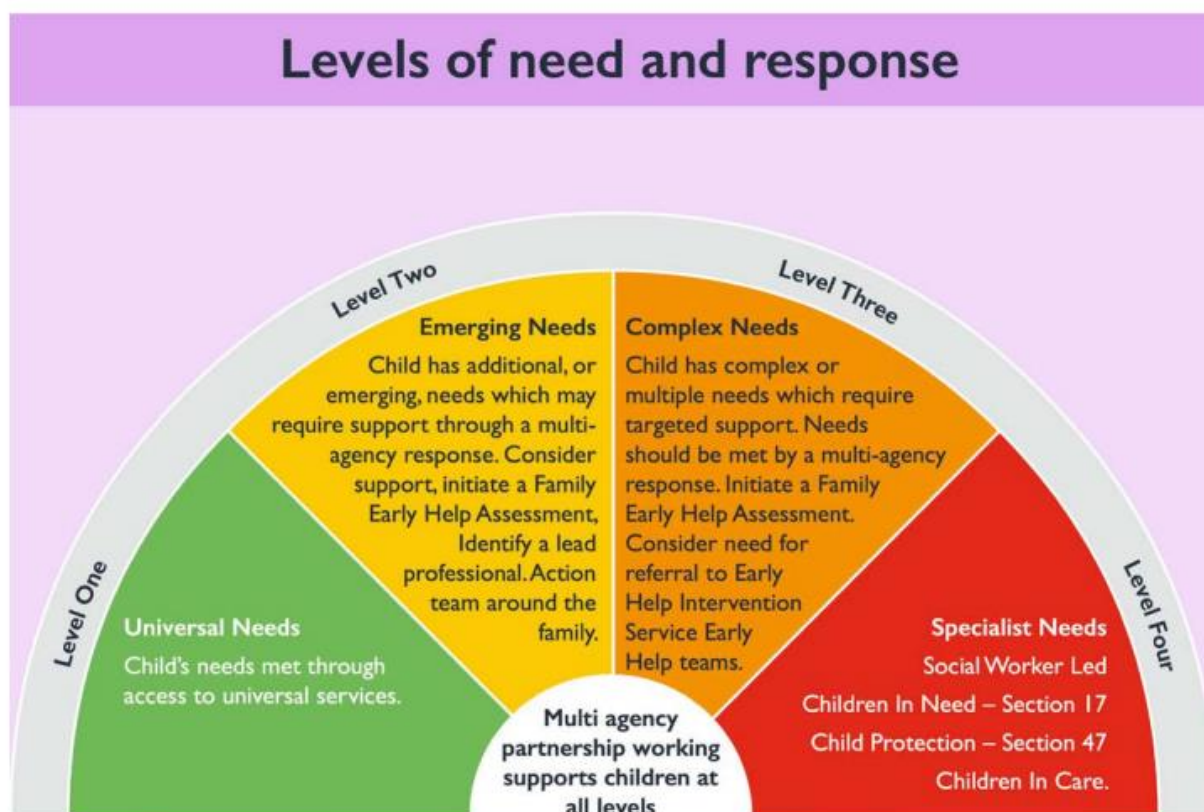 Levels of need and response
Level One
Universal Needs
Child's needs met through
access to universal services.
Level Two
Emerging Needs
Child has additional, or
emerging, needs which may
require support through a multi-
agency response. Consider
support, initiate a Family
Early Help Assessment,
Identify a lead
professional. Action
team around the
family.
Level Three
Complex Needs
Child has complex or
multiple needs which require
targeted support. Needs
should be met by a multi-agency
response. Initiate a Family
Early Help Assessment.
Consider need for
referral to Early
Help Intervention
Service Early
Help teams.
Level Four
Specialist Needs
Social Worker Led
Children In Need – Section 17
Child Protection – Section 47
Children In Care.
Multi agency
partnership working
supports children at
all levels